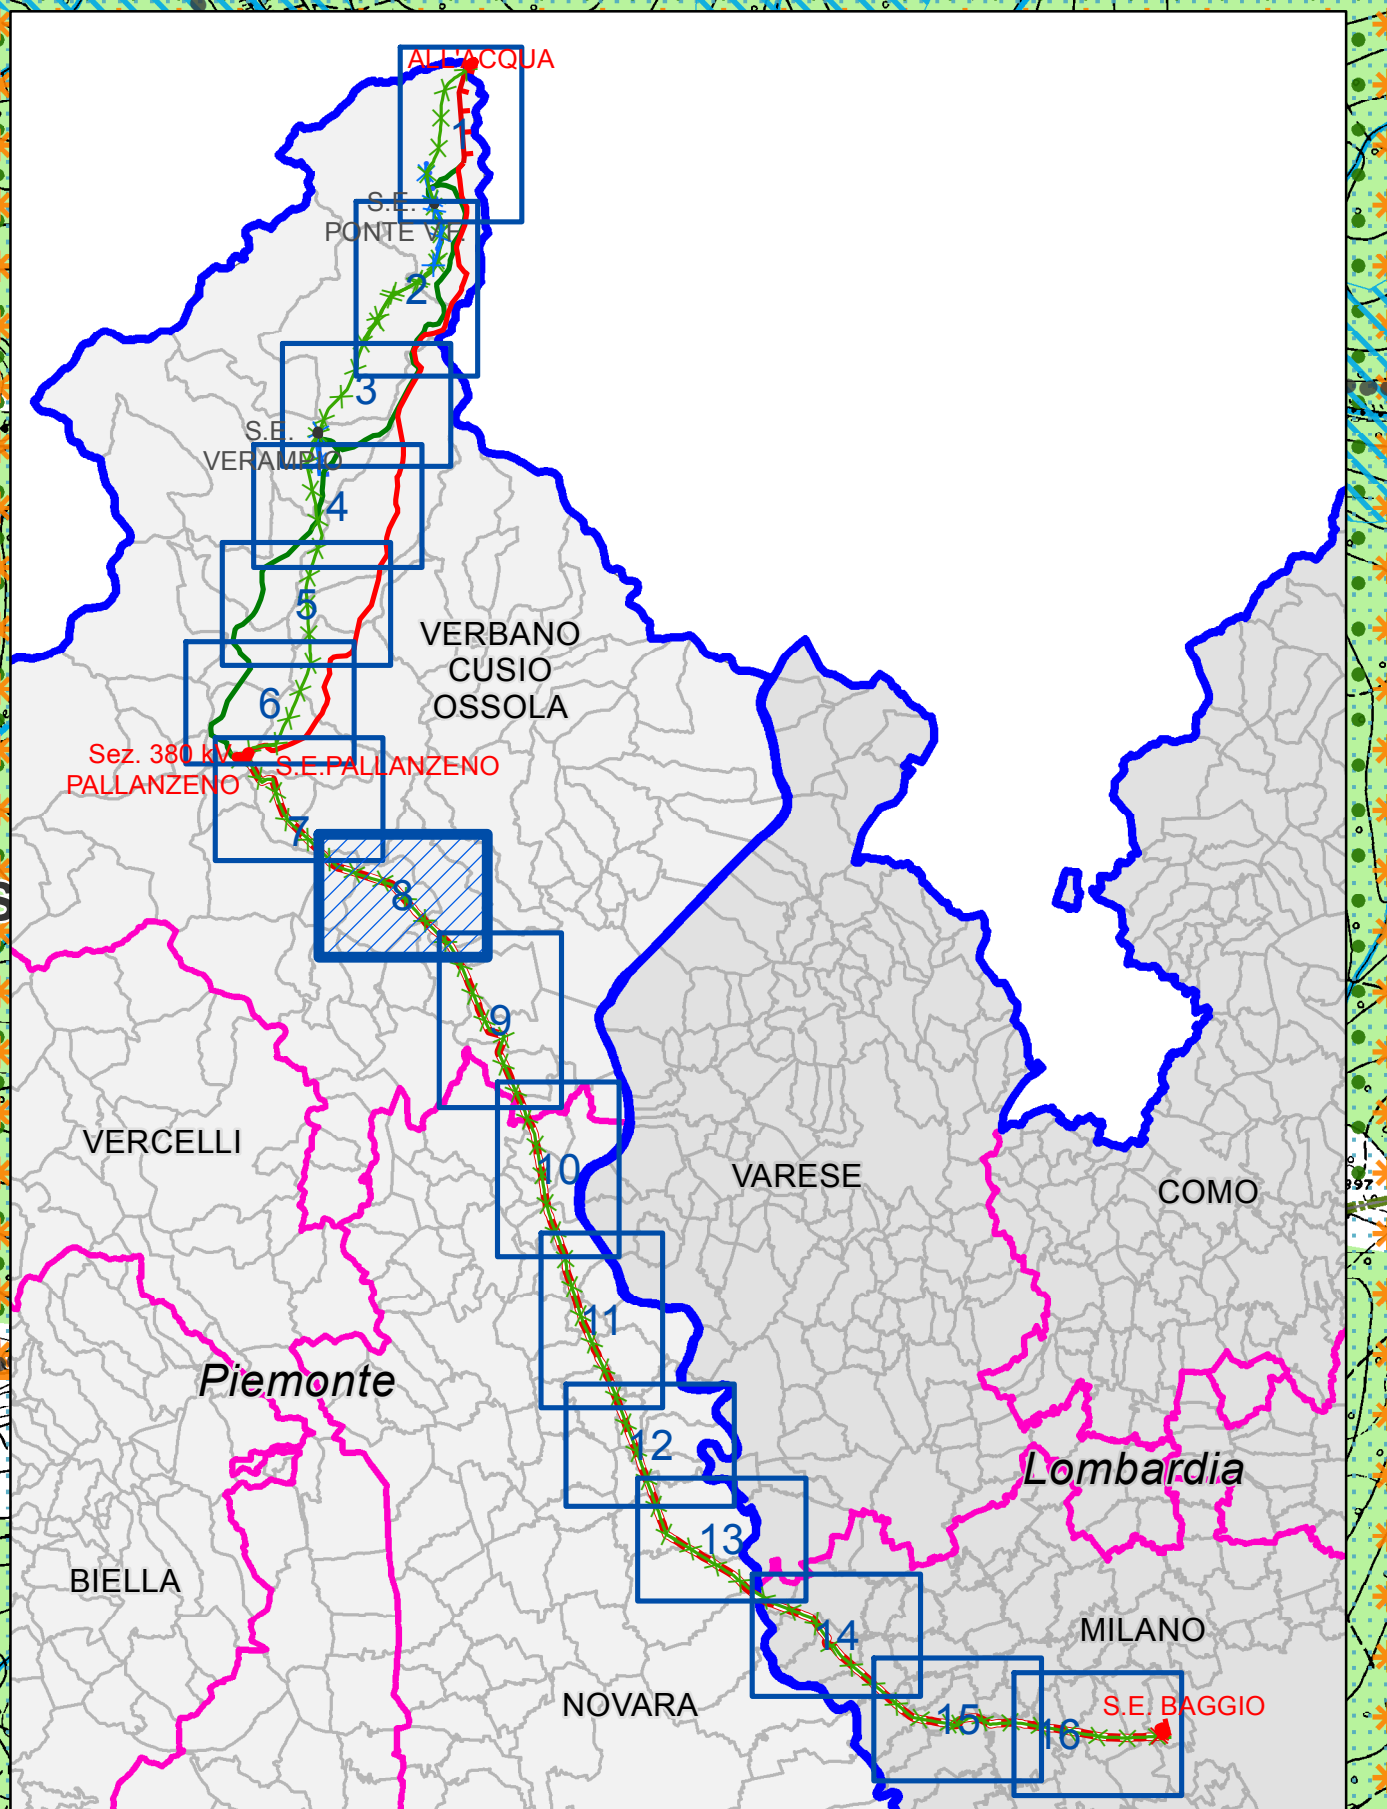 ALL'ACQUA
1
S.E.
PONTE V.F.
2
3
S.E.
VERAMPIO
4
5
VERBANO
CUSIO
OSSOLA
6
Sez. 380 kV
PALLANZENO
S.E.PALLANZENO
7
8
9
VERCELLI
10
VARESE
COMO
397
11
Piemonte
12
Lombardia
13
BIELLA
14
MILANO
NOVARA
15
S.E. BAGGIO
16